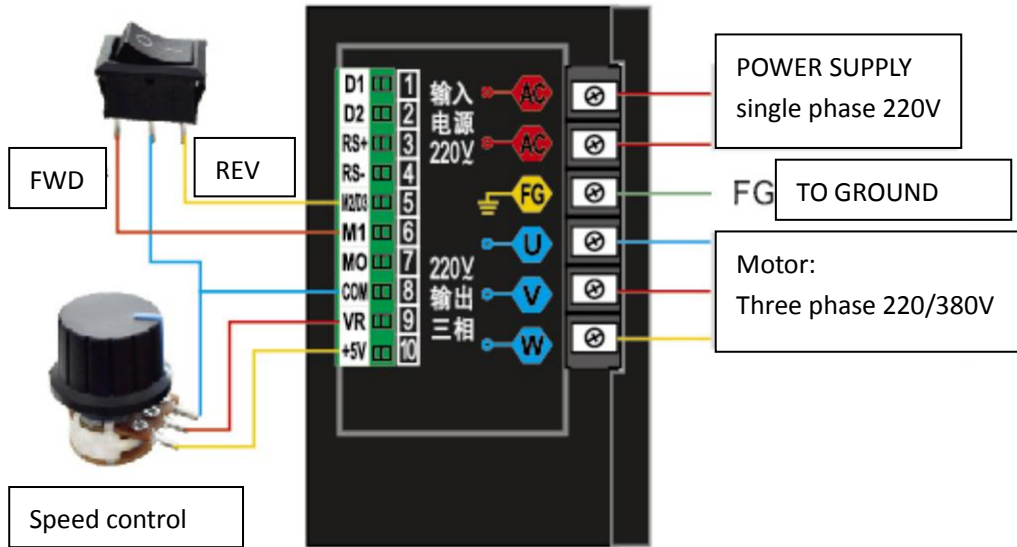 FWD
REV
Speed control
D1 1
D2 2
RS+ 3
RS- 4
M2/D3 5
M1 6
MO 7
COM 8
VR 9
+5V 10
输入
电源
220V
AC
AC
FG
U
V
W
220V
输出
三相
POWER SUPPLY
single phase 220V
FG
TO GROUND
Motor:
Three phase 220/380V